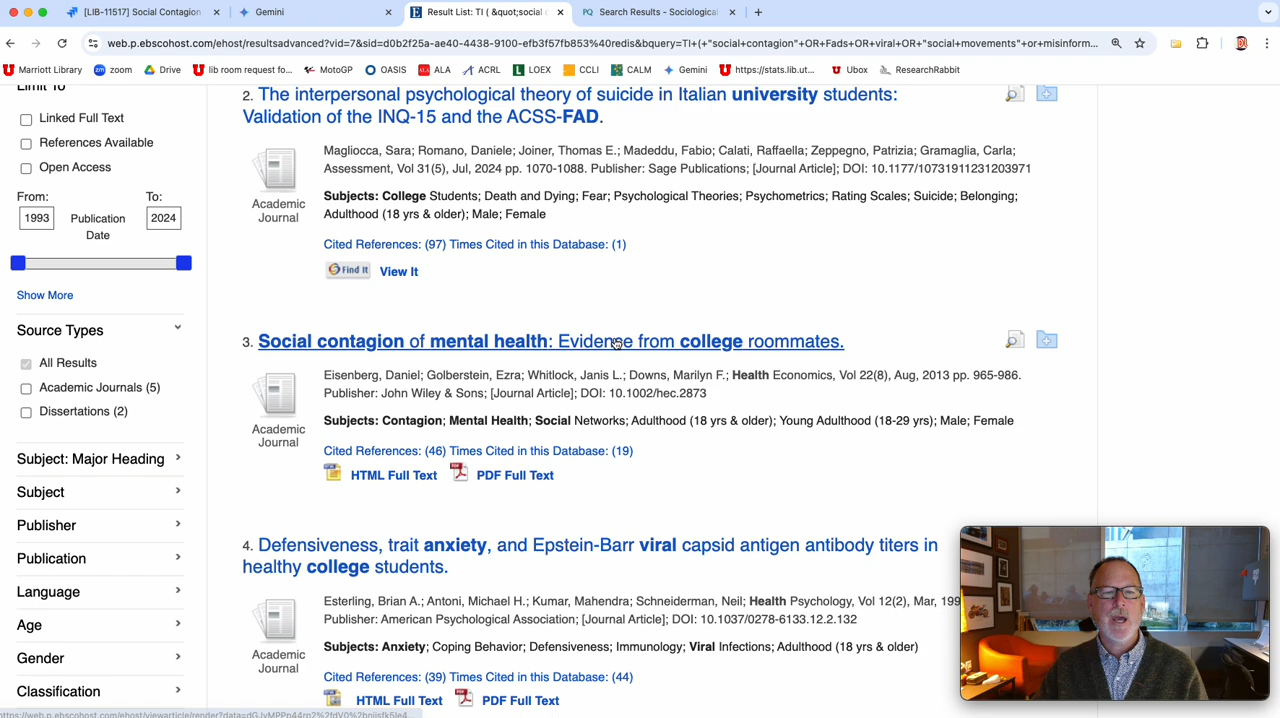 [LIB-11517] Social Contagion
Gemini
Result List: TI ( &quot;social
PQ Search Results - Sociological
web.p.ebscohost.com/ehost/resultsadvanced?vid=7&sid=d0b2f25a-ae40-4438-9100-efb3f57fb853%40redis&bquery=TI+(+"social+contagion"+OR+Fads+OR+viral+OR+"social+movements"+or+misinform...
Marriott Library
zoom
Drive
lib room request fo...
MotoGP
OASIS
ALA
ACRL
LOEX
CCLI
CALM
Gemini
https://stats.lib.ut...
Ubox
ResearchRabbit
Limit To
Linked Full Text
References Available
Open Access
From:
To:
1993
Publication Date
2024
Show More
Source Types
All Results
Academic Journals (5)
Dissertations (2)
Subject: Major Heading
Subject
Publisher
Publication
Language
Age
Gender
Classification
2. The interpersonal psychological theory of suicide in Italian university students:
Validation of the INQ-15 and the ACSS-FAD.
Magliocca, Sara; Romano, Daniele; Joiner, Thomas E.; Madeddu, Fabio; Calati, Raffaella; Zeppegno, Patrizia; Gramaglia, Carla;
Assessment, Vol 31(5), Jul, 2024 pp. 1070-1088. Publisher: Sage Publications; [Journal Article]; DOI: 10.1177/10731911231203971
Academic
Journal
Subjects: College Students; Death and Dying; Fear; Psychological Theories; Psychometrics; Rating Scales; Suicide; Belonging;
Adulthood (18 yrs & older); Male; Female
Cited References: (97) Times Cited in this Database: (1)
Find It
View It
3. Social contagion of mental health: Evidence from college roommates.
Eisenberg, Daniel; Golberstein, Ezra; Whitlock, Janis L.; Downs, Marilyn F.; Health Economics, Vol 22(8), Aug, 2013 pp. 965-986.
Publisher: John Wiley & Sons; [Journal Article]; DOI: 10.1002/hec.2873
Academic
Journal
Subjects: Contagion; Mental Health; Social Networks; Adulthood (18 yrs & older); Young Adulthood (18-29 yrs); Male; Female
Cited References: (46) Times Cited in this Database: (19)
HTML Full Text
PDF Full Text
4. Defensiveness, trait anxiety, and Epstein-Barr viral capsid antigen antibody titers in
healthy college students.
Esterling, Brian A.; Antoni, Michael H.; Kumar, Mahendra; Schneiderman, Neil; Health Psychology, Vol 12(2), Mar, 199
Publisher: American Psychological Association; [Journal Article]; DOI: 10.1037/0278-6133.12.2.132
Academic
Journal
Subjects: Anxiety; Coping Behavior; Defensiveness; Immunology; Viral Infections; Adulthood (18 yrs & older)
Cited References: (39) Times Cited in this Database: (44)
HTML Full Text
PDF Full Text